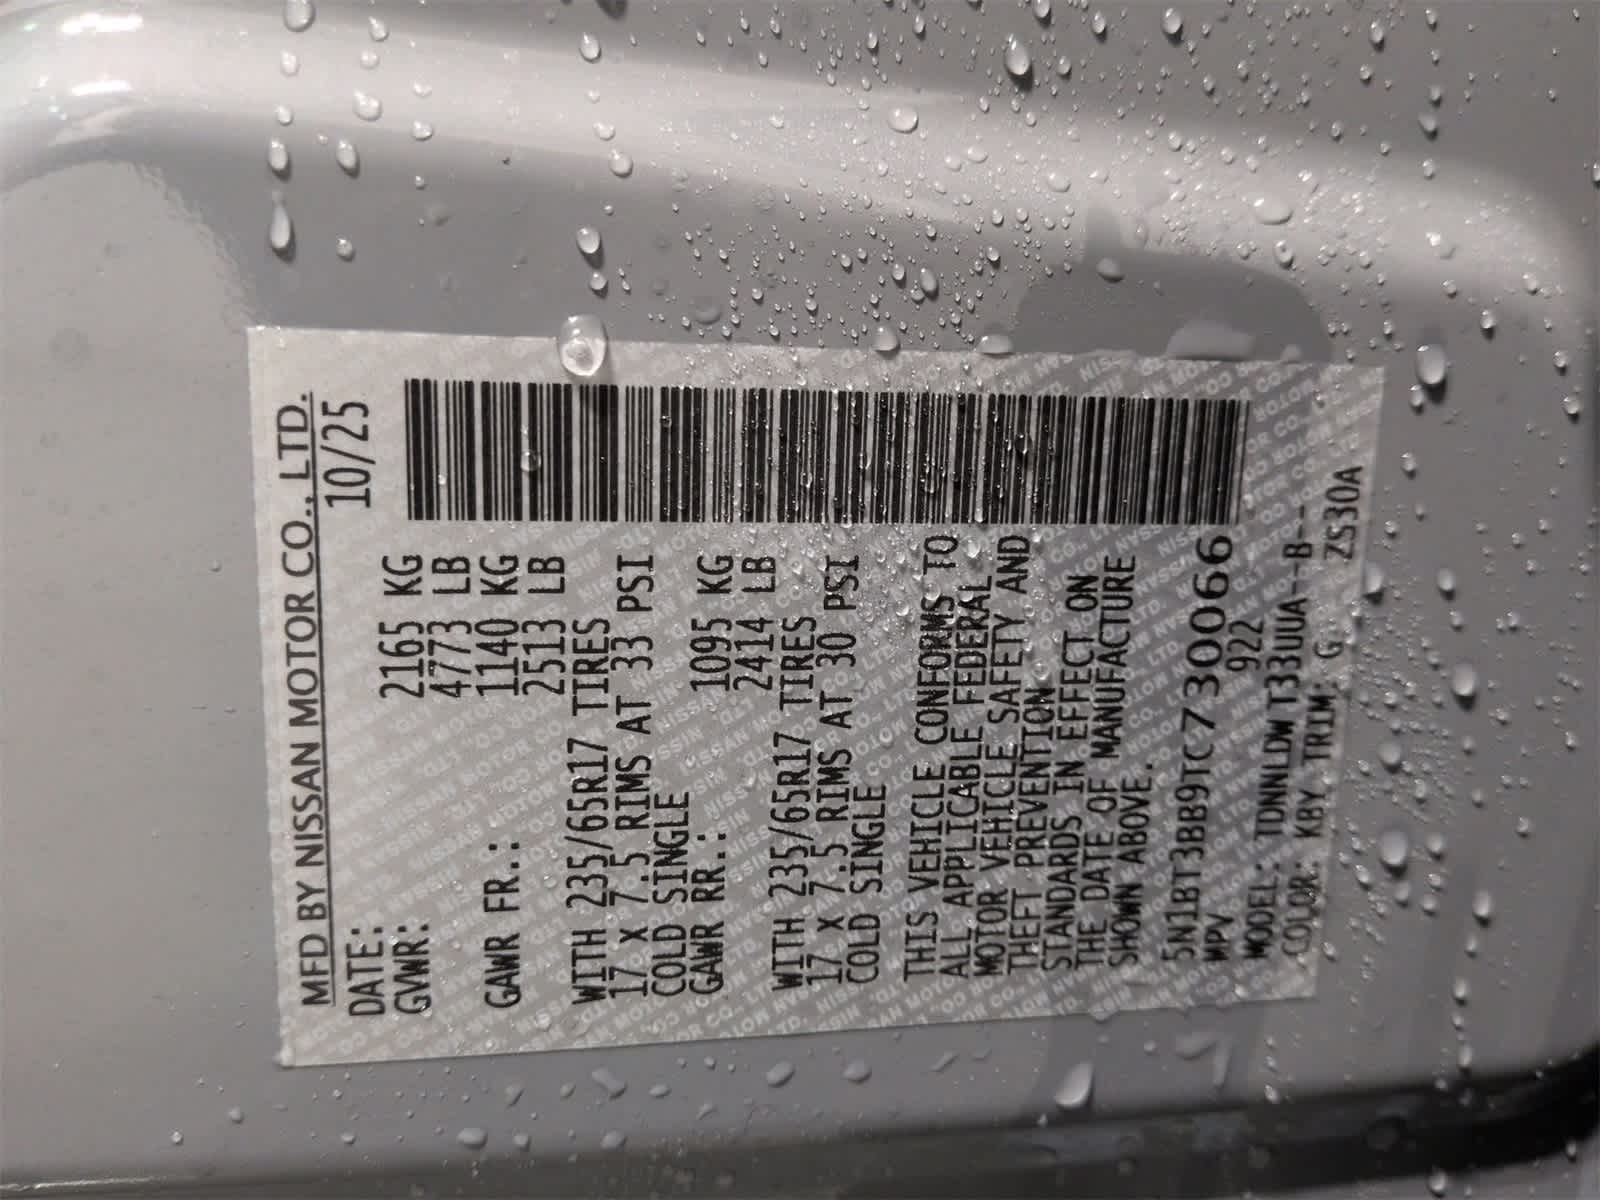 MFD BY NISSAN MOTOR CO., LTD.
DATE: 10/25
GVWR: 2165 KG
4773 LB
GAWR FR.: 1140 KG
2513 LB
WITH 235/65R17 TIRES
17 X 7.5 RIMS AT 33 PSI
COLD SINGLE
GAWR RR.: 1095 KG
2414 LB
WITH 235/65R17 TIRES
17 X 7.5 RIMS AT 30 PSI
COLD SINGLE
THIS VEHICLE CONFORMS TO
ALL APPLICABLE FEDERAL
MOTOR VEHICLE SAFETY AND
THEFT PREVENTION
STANDARDS IN EFFECT ON
THE DATE OF MANUFACTURE
SHOWN ABOVE.
5N1BT3BB9TC730066
MPV 922
MODEL: TDNNLDW T33UUA--B--
COLOR: KBY TRIM: G ZS30A